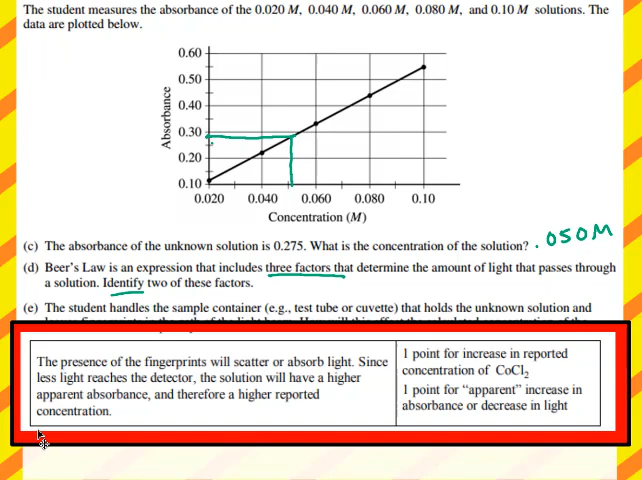 The student measures the absorbance of the 0.020 M, 0.040 M, 0.060 M, 0.080 M, and 0.10 M solutions. The
data are plotted below.
0.60
0.50
0.40
0.30
0.20
0.10
Absorbance
0.020 0.040 0.060 0.080 0.10
Concentration (M)
(c) The absorbance of the unknown solution is 0.275. What is the concentration of the solution? .050M
(d) Beer's Law is an expression that includes three factors that determine the amount of light that passes through
a solution. Identify two of these factors.
(e) The student handles the sample container (e.g., test tube or cuvette) that holds the unknown solution and
The presence of the fingerprints will scatter or absorb light. Since
less light reaches the detector, the solution will have a higher
apparent absorbance, and therefore a higher reported
concentration.
1 point for increase in reported
concentration of CoCl₂
1 point for “apparent” increase in
absorbance or decrease in light